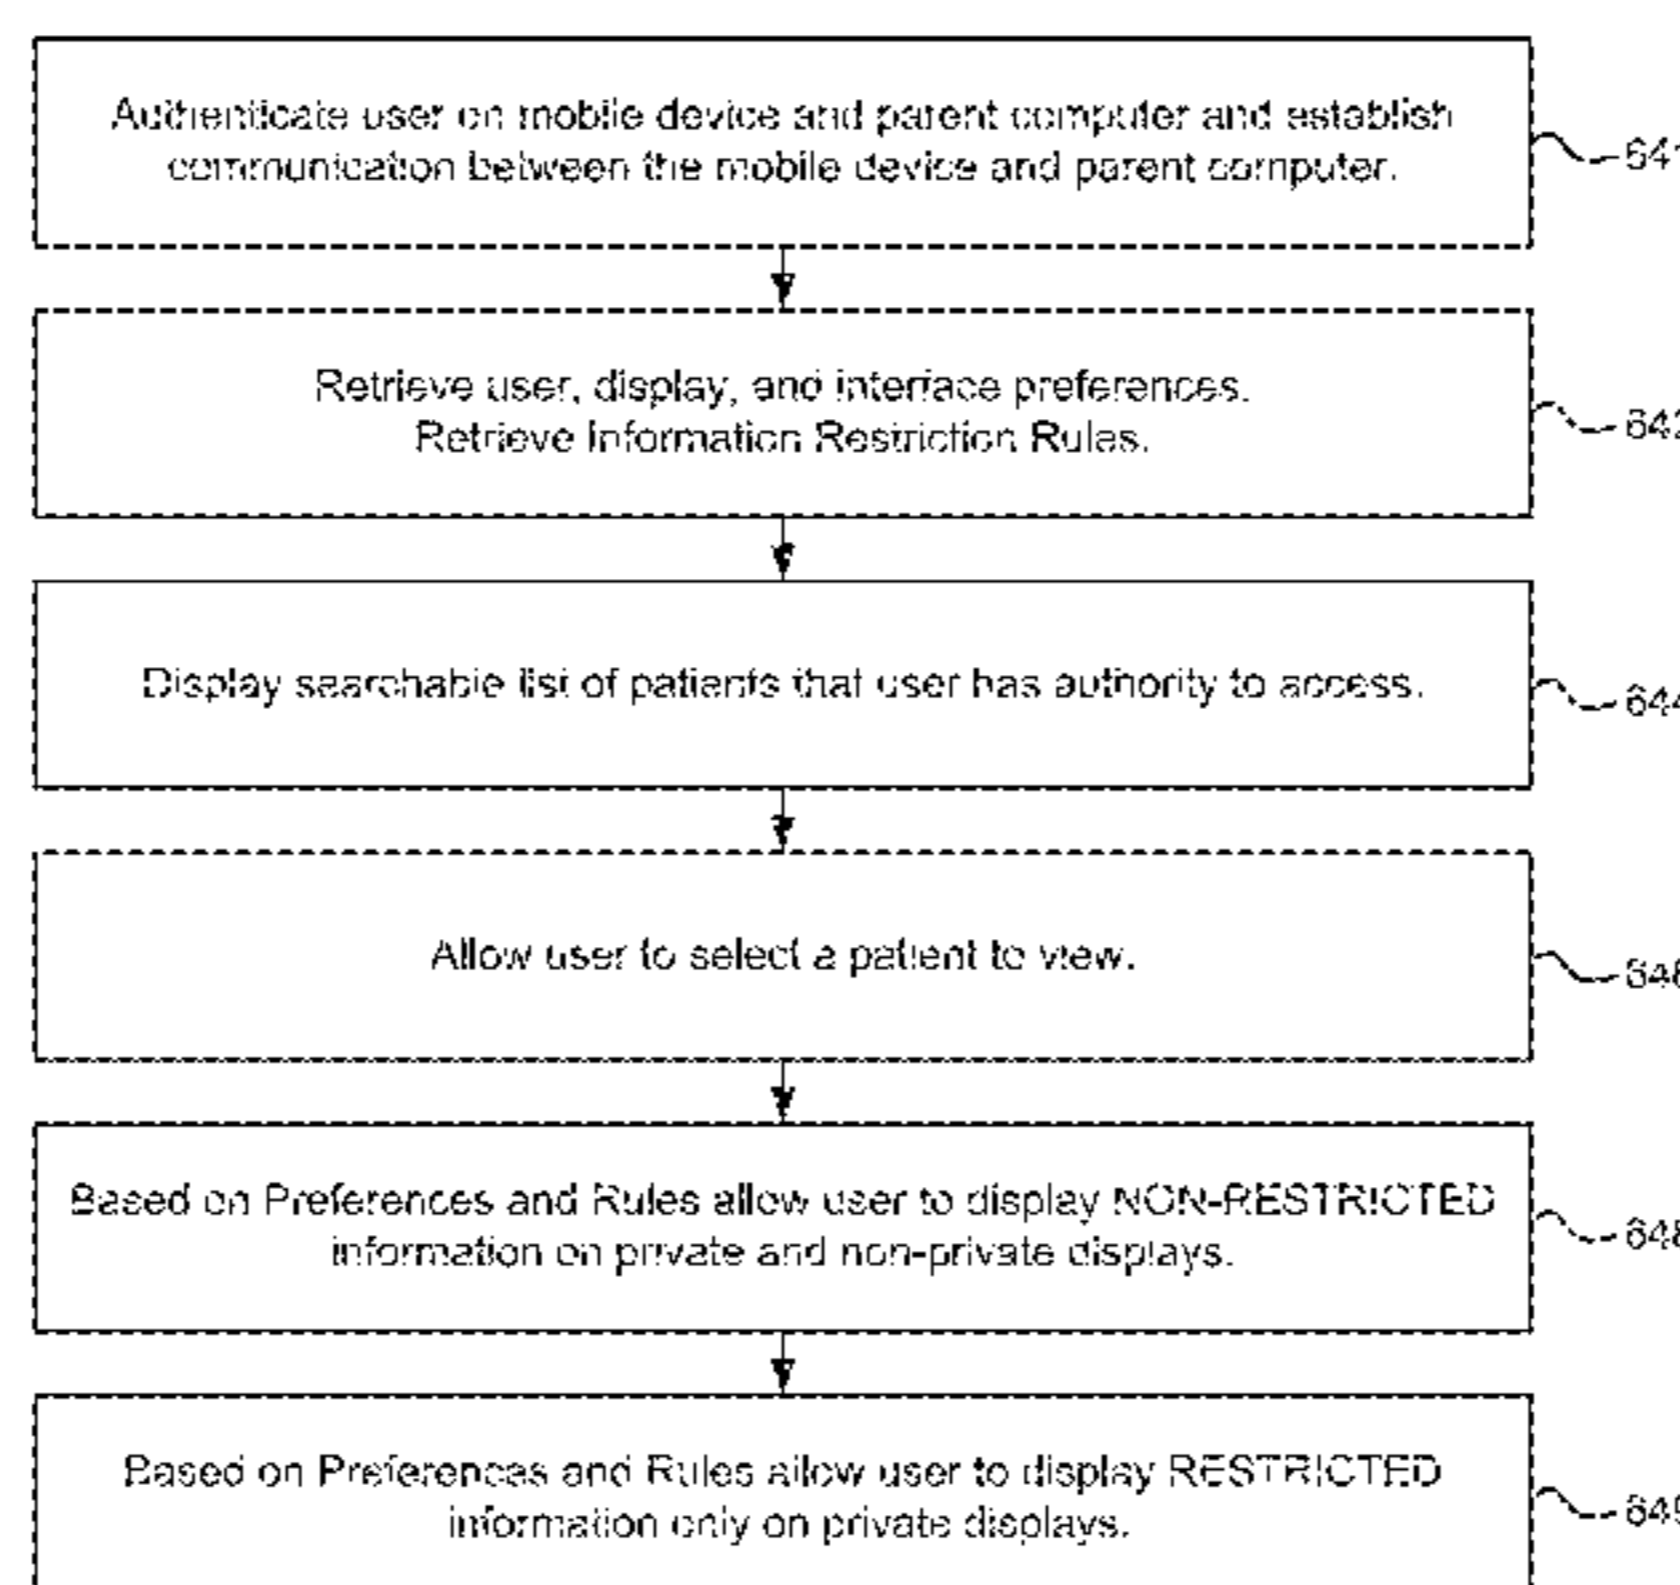 Authenticate user on mobile device and parent computer and establish
communication between the mobile device and parent computer.
Retrieve user, display, and interface preferences.
Retrieve Information Restriction Rules.
Display searchable list of patients that user has authority to access.
644
Allow user to select a patient to view.
Based on Preferences and Rules allow user to display NON-RESTRICTED
information on private and non-private displays.
Based on Preferences and Rules allow user to display RESTRICTED
information only on private displays.